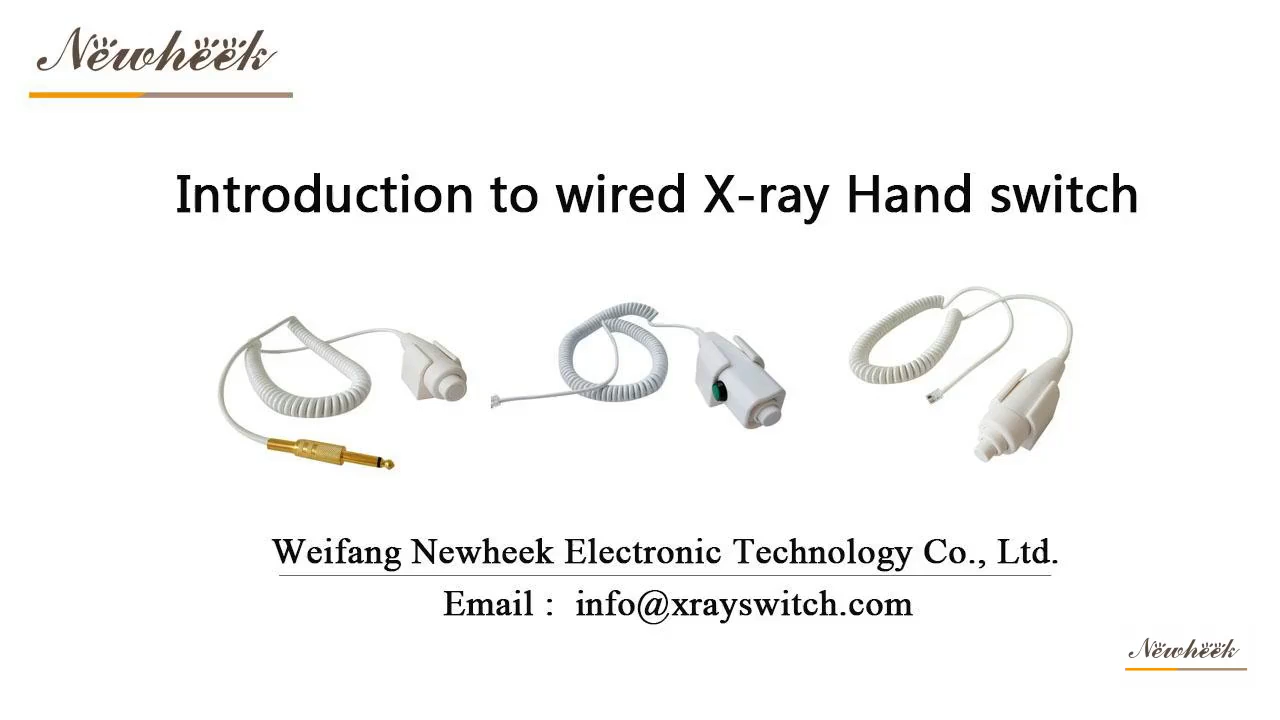 Newheek
Introduction to wired X-ray Hand switch
Weifang Newheek Electronic Technology Co., Ltd.
Email : info@xrayswitch.com
Newheek